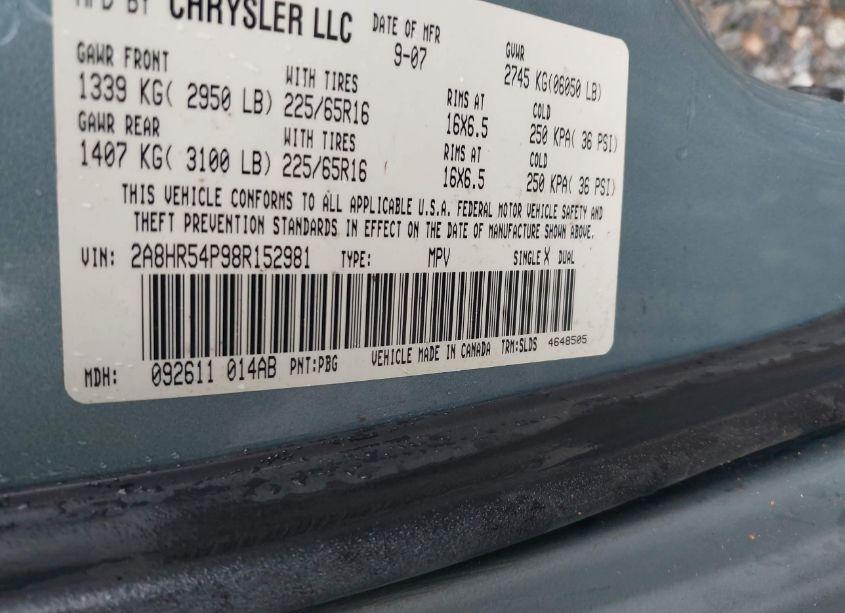 MFD BY CHRYSLER LLC DATE OF MFR 9-07 GVWR 2745 KG(06050 LB)
GAWR FRONT WITH TIRES RIMS AT COLD
1339 KG( 2950 LB) 225/65R16 16X6.5 250 KPA( 36 PSI)
GAWR REAR WITH TIRES RIMS AT COLD
1407 KG( 3100 LB) 225/65R16 16X6.5 250 KPA( 36 PSI)
THIS VEHICLE CONFORMS TO ALL APPLICABLE U.S.A. FEDERAL MOTOR VEHICLE SAFETY AND
THEFT PREVENTION STANDARDS IN EFFECT ON THE DATE OF MANUFACTURE SHOWN ABOVE.
VIN: 2A8HR54P98R152981 TYPE: MPV SINGLE X DUAL
MDH: 092611 014AB PNT:PBG VEHICLE MADE IN CANADA TRM:SLDS 4648505